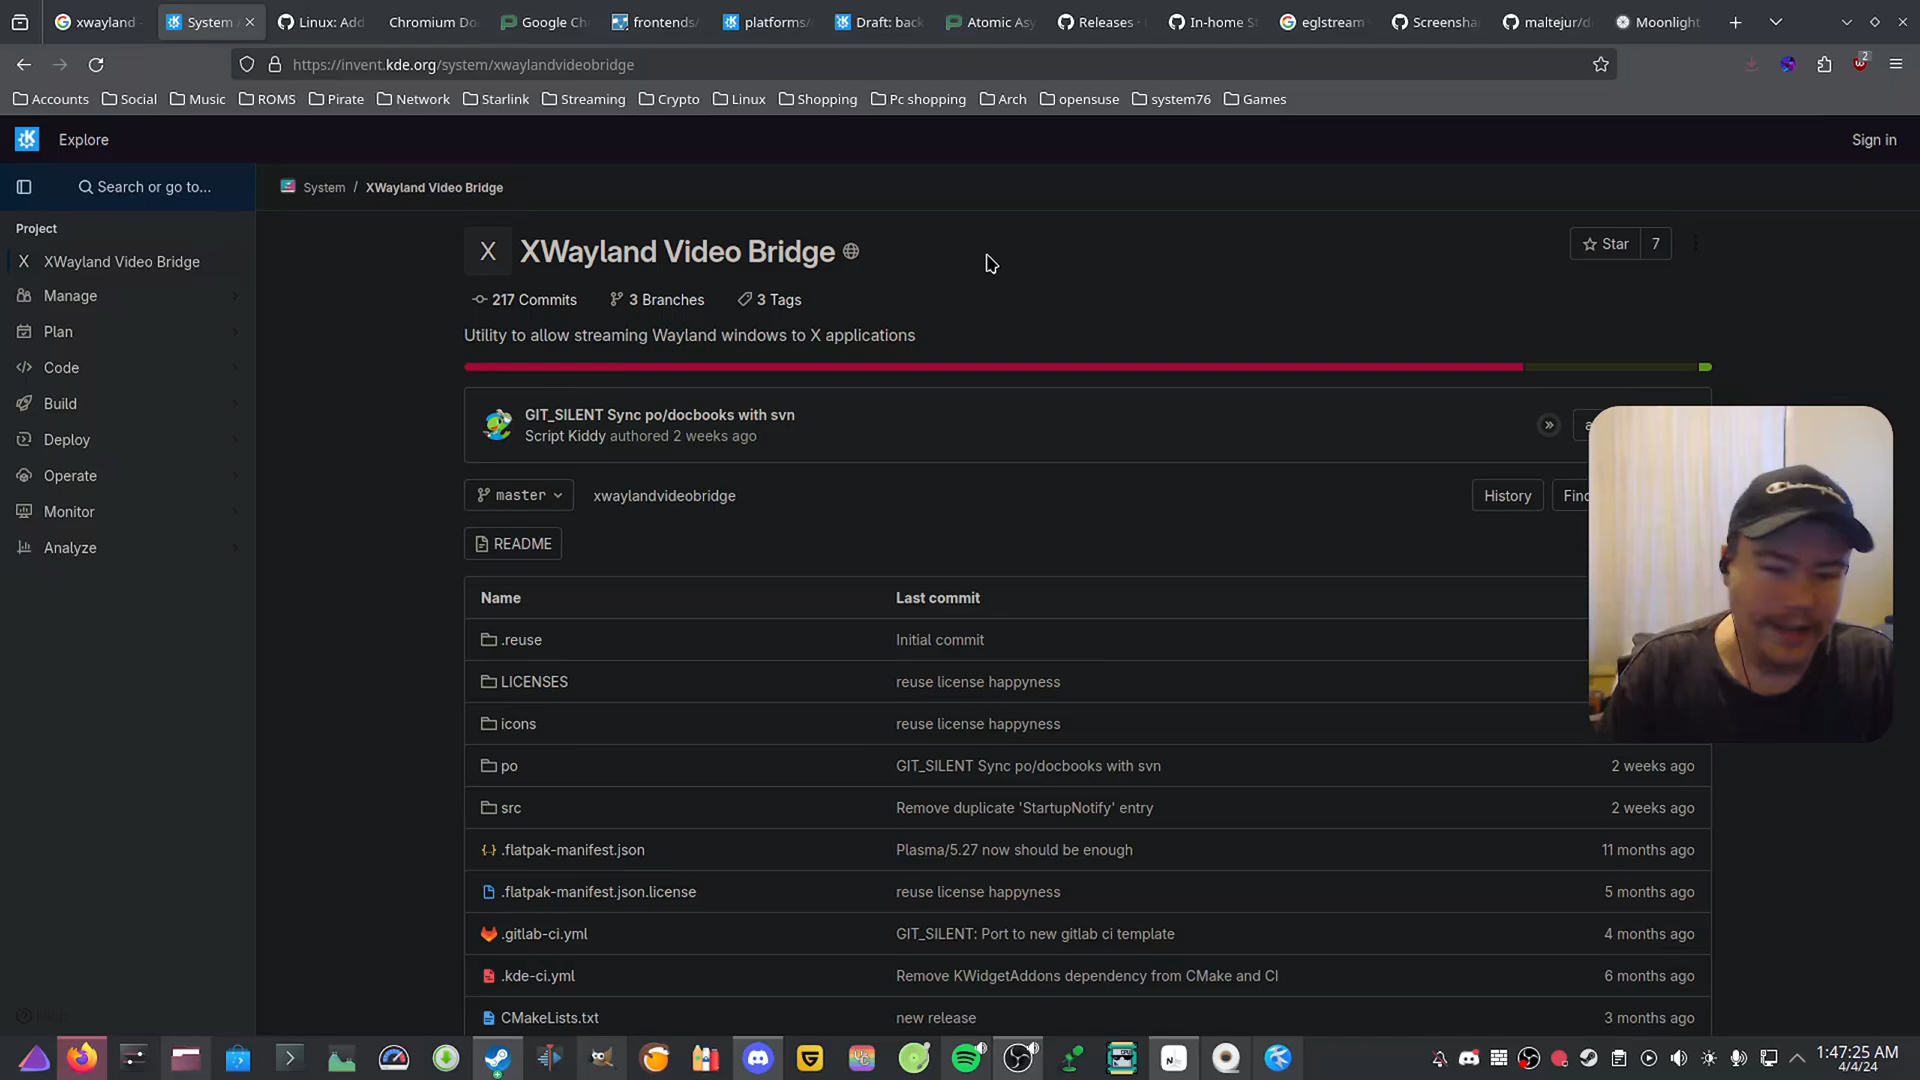 xwayland
System
Linux: Add
Chromium Do
Google Ch
frontends/
platforms/
Draft: back
Atomic Asy
Releases ·
In-home S
eglstream
Screensha
maltejur/d
Moonlight
https://invent.kde.org/system/xwaylandvideobridge
2
Accounts
Social
Music
ROMS
Pirate
Network
Starlink
Streaming
Crypto
Linux
Shopping
Pc shopping
Arch
opensuse
system76
Games
Explore
Sign in
Search or go to...
System / XWayland Video Bridge
Project
X XWayland Video Bridge
Manage
Plan
Code
Build
Deploy
Operate
Monitor
Analyze
X
XWayland Video Bridge
Star 7
217 Commits
3 Branches
3 Tags
Utility to allow streaming Wayland windows to X applications
GIT_SILENT Sync po/docbooks with svn
Script Kiddy authored 2 weeks ago
master
xwaylandvideobridge
History
Find
README
Name Last commit
.reuse Initial commit
LICENSES reuse license happyness
icons reuse license happyness
po GIT_SILENT Sync po/docbooks with svn 2 weeks ago
src Remove duplicate 'StartupNotify' entry 2 weeks ago
.flatpak-manifest.json Plasma/5.27 now should be enough 11 months ago
.flatpak-manifest.json.license reuse license happyness 5 months ago
.gitlab-ci.yml GIT_SILENT: Port to new gitlab ci template 4 months ago
.kde-ci.yml Remove KWidgetAddons dependency from CMake and CI 6 months ago
CMakeLists.txt new release 3 months ago
Champion
1:47:25 AM
4/4/24